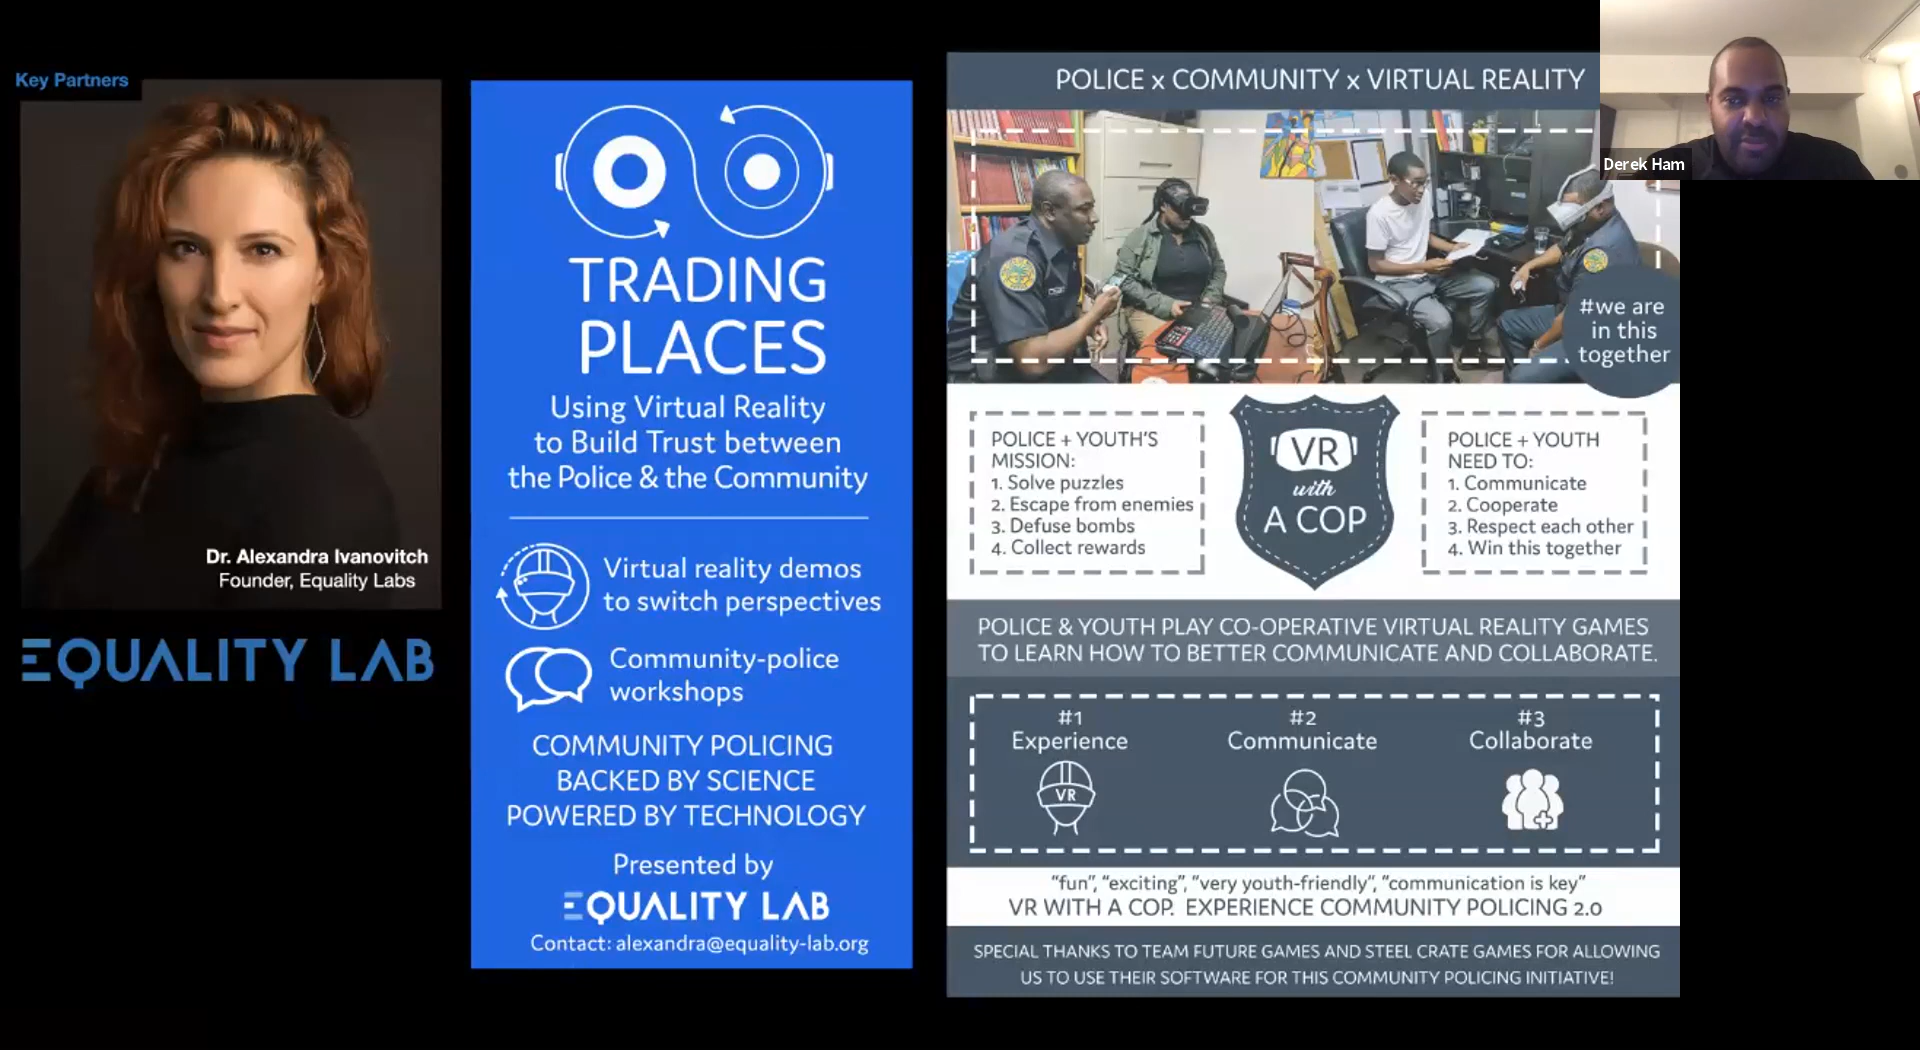 Key Partners
Dr. Alexandra Ivanovitch
Founder, Equality Labs
EQUALITY LAB
TRADING
PLACES
Using Virtual Reality
to Build Trust between
the Police & the Community
Virtual reality demos
to switch perspectives
Community-police
workshops
COMMUNITY POLICING
BACKED BY SCIENCE
POWERED BY TECHNOLOGY
Presented by
EQUALITY LAB
Contact: alexandra@equality-lab.org
POLICE x COMMUNITY x VIRTUAL REALITY
#we are
in this
together
POLICE + YOUTH'S
MISSION:
1. Solve puzzles
2. Escape from enemies
3. Defuse bombs
4. Collect rewards
VR
with
A COP
POLICE + YOUTH
NEED TO:
1. Communicate
2. Cooperate
3. Respect each other
4. Win this together
POLICE & YOUTH PLAY CO-OPERATIVE VIRTUAL REALITY GAMES
TO LEARN HOW TO BETTER COMMUNICATE AND COLLABORATE.
#1
Experience
VR
#2
Communicate
#3
Collaborate
"fun", "exciting", "very youth-friendly", "communication is key"
VR WITH A COP. EXPERIENCE COMMUNITY POLICING 2.0
SPECIAL THANKS TO TEAM FUTURE GAMES AND STEEL CRATE GAMES FOR ALLOWING
US TO USE THEIR SOFTWARE FOR THIS COMMUNITY POLICING INITIATIVE!
Derek Ham